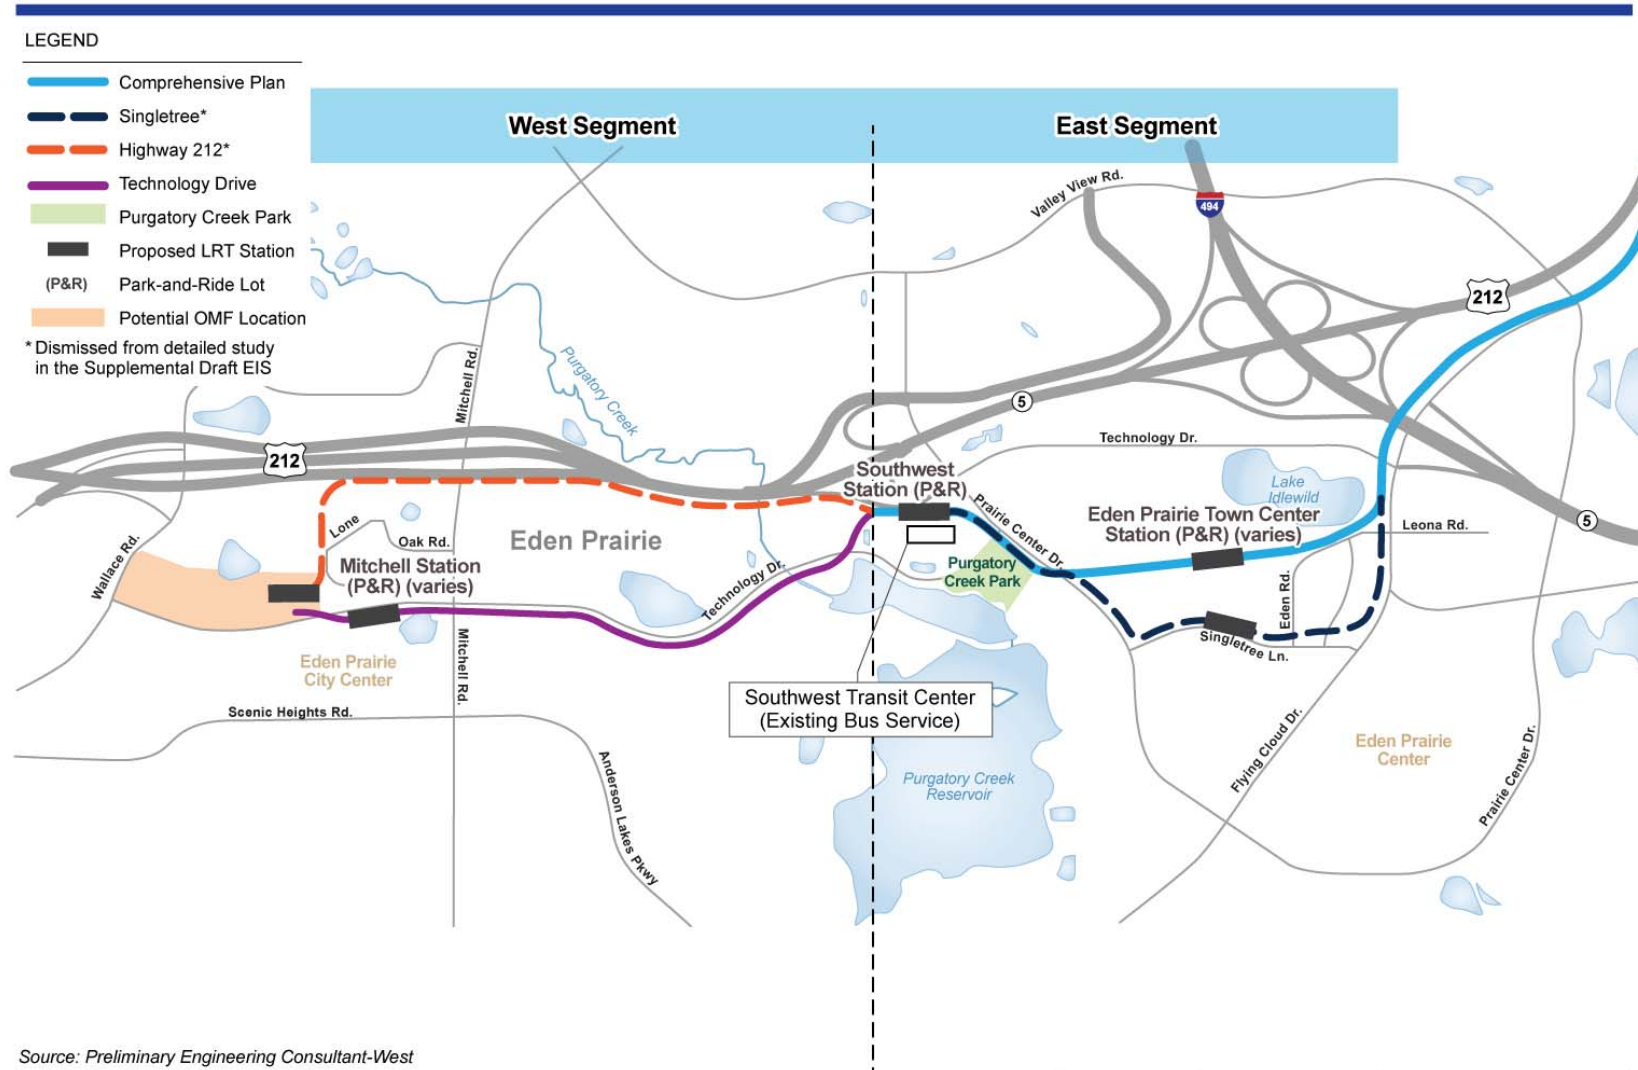 LEGEND
Comprehensive Plan
Singletree*
Highway 212*
Technology Drive
Purgatory Creek Park
Proposed LRT Station
(P&R) Park-and-Ride Lot
Potential OMF Location
* Dismissed from detailed study
in the Supplemental Draft EIS
West Segment
East Segment
Valley View Rd.
494
212
Mitchell Rd.
Purgatory Creek
5
212
Technology Dr.
Southwest
Station (P&R)
Lake
Idlewild
Prairie Center Dr.
Eden Prairie Town Center
Station (P&R) (varies)
Leona Rd.
5
Lone
Oak Rd.
Eden Prairie
Wallace Rd.
Mitchell Station
(P&R) (varies)
Technology Dr.
Purgatory
Creek Park
Eden Rd.
Singletree Ln.
Eden Prairie
City Center
Mitchell Rd.
Scenic Heights Rd.
Southwest Transit Center
(Existing Bus Service)
Anderson Lakes Pkwy
Purgatory Creek
Reservoir
Flying Cloud Dr.
Eden Prairie
Center
Prairie Center Dr.
Source: Preliminary Engineering Consultant-West